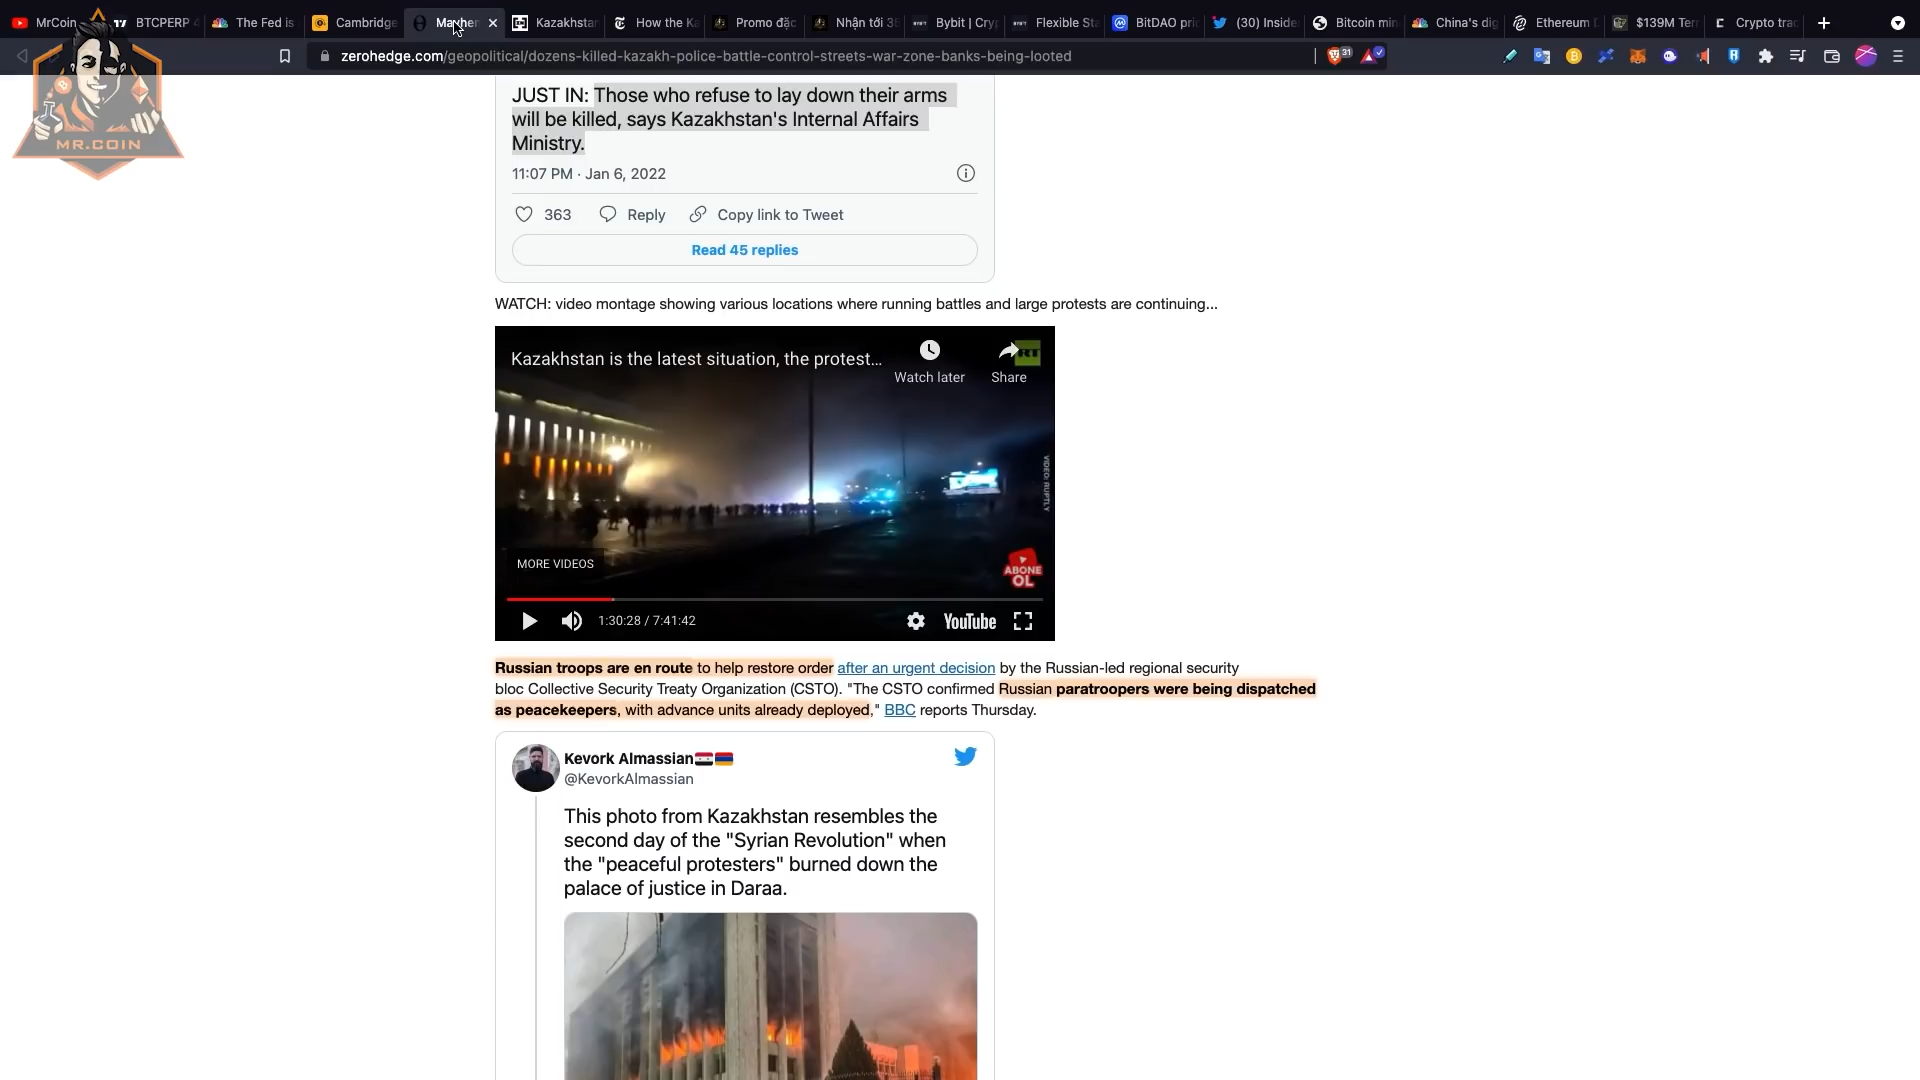 MrCoin
BTCPERP
The Fed is
Cambridge
Kazakhstan
How the Ka
Promo đặc
Nhận tới
Bybit | Cryp
Flexible Sta
BitDAO pri
(30) Inside
Bitcoin min
China's dig
Ethereum
$139M Ter
Crypto trac
zerohedge.com/geopolitical/dozens-killed-kazakh-police-battle-control-streets-war-zone-banks-being-looted
31
MR.COIN
JUST IN: Those who refuse to lay down their arms
will be killed, says Kazakhstan's Internal Affairs
Ministry.
11:07 PM · Jan 6, 2022
363 Reply Copy link to Tweet
Read 45 replies
WATCH: video montage showing various locations where running battles and large protests are continuing...
Kazakhstan is the latest situation, the protest...
Watch later
Share
RT
VIDEO: RUPTLY
MORE VIDEOS
ABONE
OL
1:30:28 / 7:41:42
YouTube
Russian troops are en route to help restore order after an urgent decision by the Russian-led regional security
bloc Collective Security Treaty Organization (CSTO). "The CSTO confirmed Russian paratroopers were being dispatched
as peacekeepers, with advance units already deployed," BBC reports Thursday.
Kevork Almassian
@KevorkAlmassian
This photo from Kazakhstan resembles the
second day of the "Syrian Revolution" when
the "peaceful protesters" burned down the
palace of justice in Daraa.